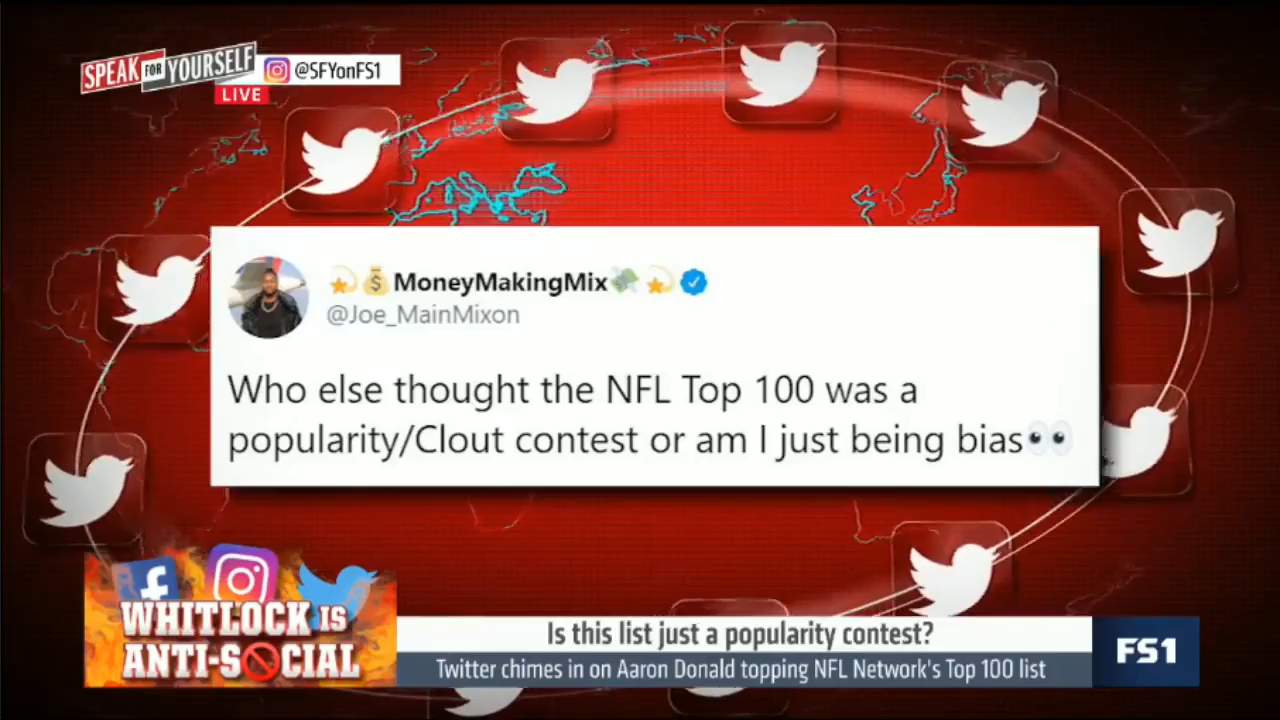 SPEAK FOR YOURSELF
@SFYonFS1
LIVE
💫💰MoneyMakingMix💸💫
@Joe_MainMixon
Who else thought the NFL Top 100 was a
popularity/Clout contest or am I just being bias👀
WHITLOCK IS
ANTI-SOCIAL
Is this list just a popularity contest?
Twitter chimes in on Aaron Donald topping NFL Network's Top 100 list
FS1